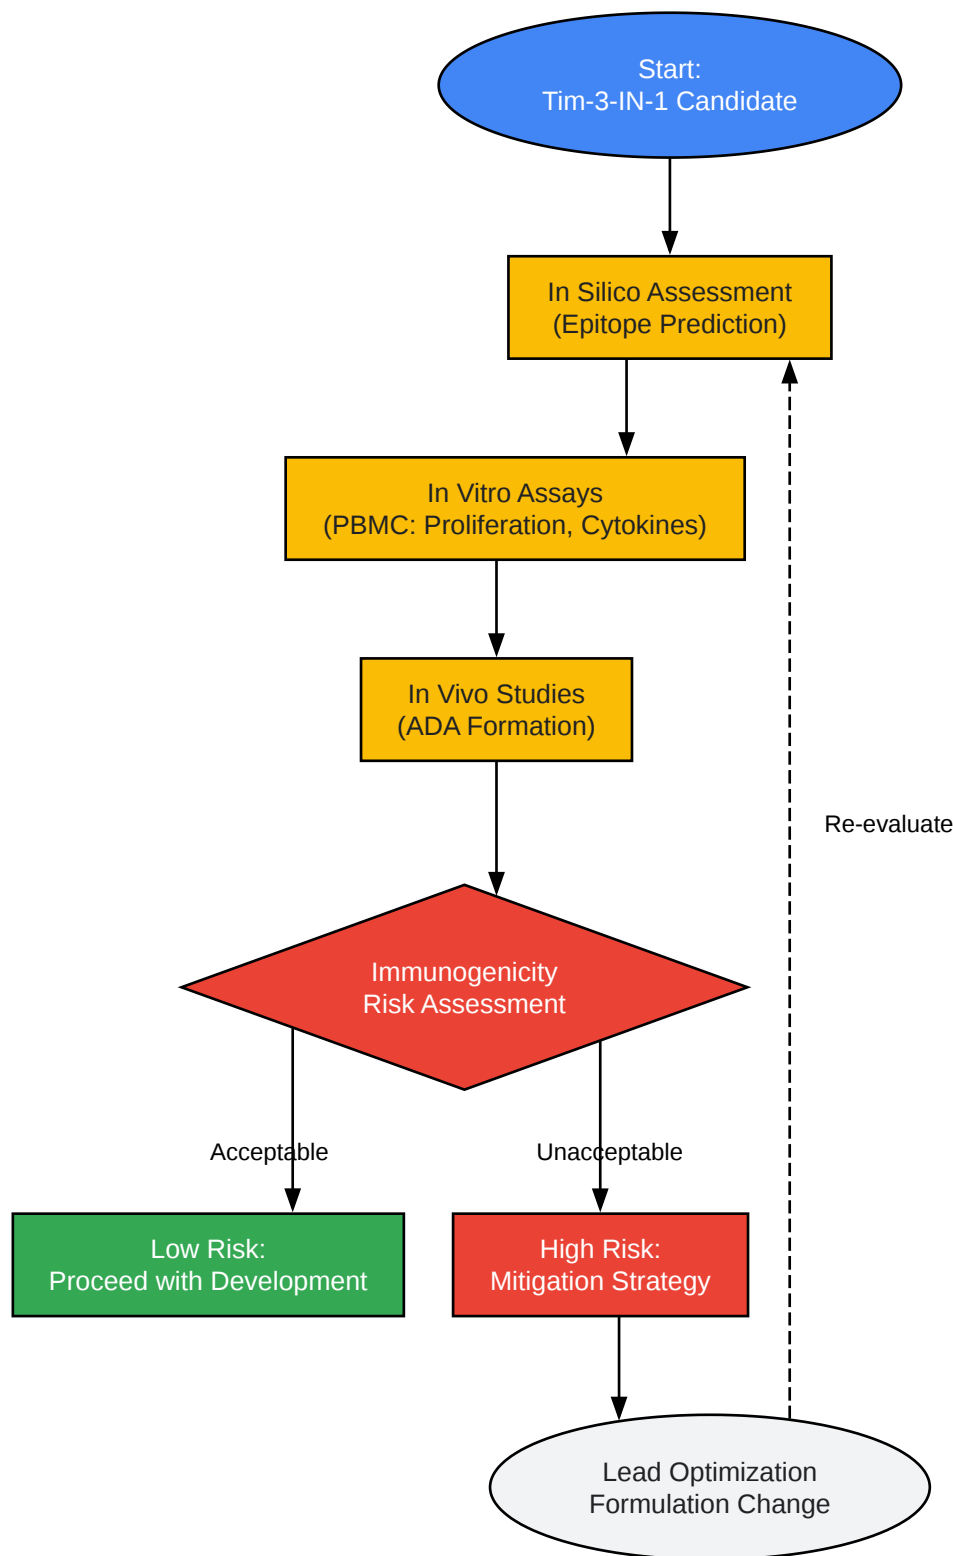 Start:
Tim-3-IN-1 Candidate
In Silico Assessment
(Epitope Prediction)
In Vitro Assays
(PBMC: Proliferation, Cytokines)
In Vivo Studies
(ADA Formation)
Re-evaluate
Immunogenicity
Risk Assessment
Acceptable
Unacceptable
Low Risk:
Proceed with Development
High Risk:
Mitigation Strategy
Lead Optimization
Formulation Change